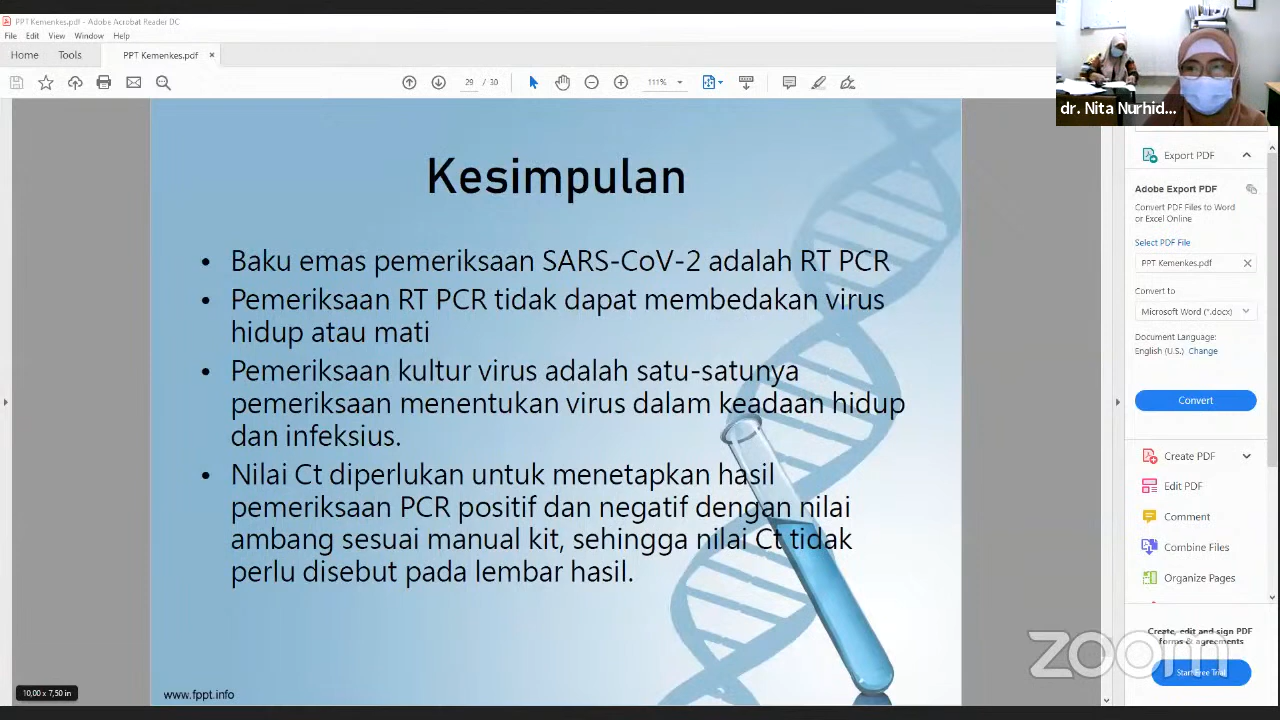 PPT Kemenkes.pdf - Adobe Acrobat Reader DC
File Edit View Window Help
Home Tools PPT Kemenkes.pdf ×
29 / 30 111%
dr. Nita Nurhid...
Kesimpulan
• Baku emas pemeriksaan SARS-CoV-2 adalah RT PCR
• Pemeriksaan RT PCR tidak dapat membedakan virus
hidup atau mati
• Pemeriksaan kultur virus adalah satu-satunya
pemeriksaan menentukan virus dalam keadaan hidup
dan infeksius.
• Nilai Ct diperlukan untuk menetapkan hasil
pemeriksaan PCR positif dan negatif dengan nilai
ambang sesuai manual kit, sehingga nilai Ct tidak
perlu disebut pada lembar hasil.
www.fppt.info
10,00 x 7,50 in
Export PDF
Adobe Export PDF
Convert PDF Files to Word
or Excel Online
Select PDF File
PPT Kemenkes.pdf
Convert to
Microsoft Word (*.docx)
Document Language:
English (U.S.) Change
Convert
Create PDF
Edit PDF
Comment
Combine Files
Organize Pages
Create, edit and sign PDF
forms & agreements
Start Free Trial
zoom